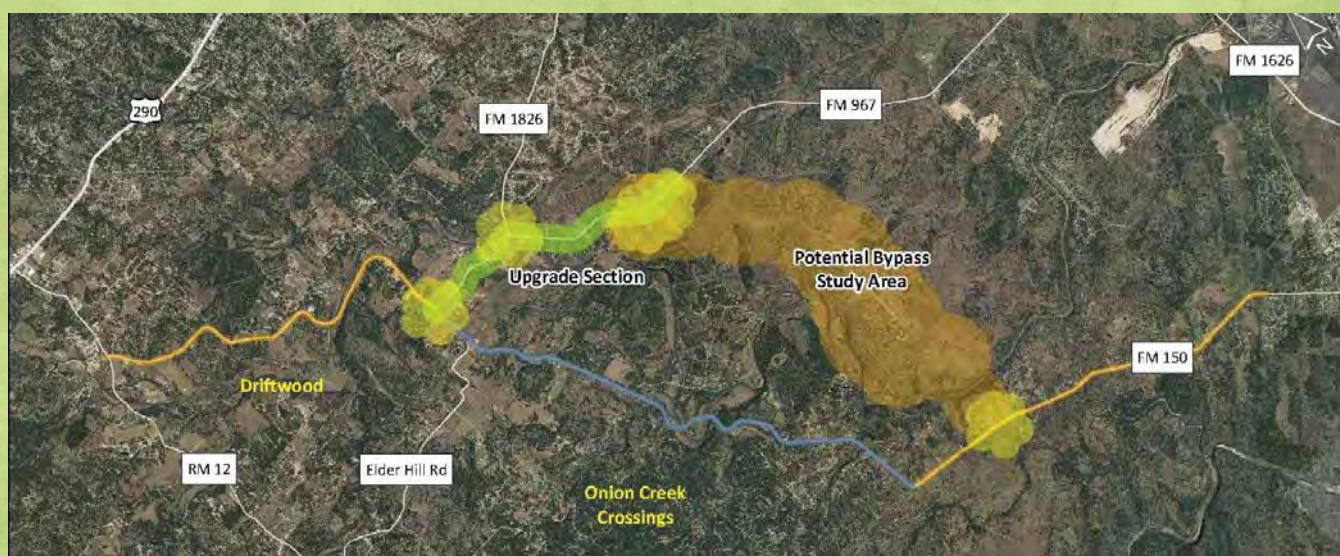 290
FM 1826
FM 967
FM 1626
N
Upgrade Section
Potential Bypass
Study Area
FM 150
Driftwood
RM 12
Elder Hill Rd
Onion Creek
Crossings